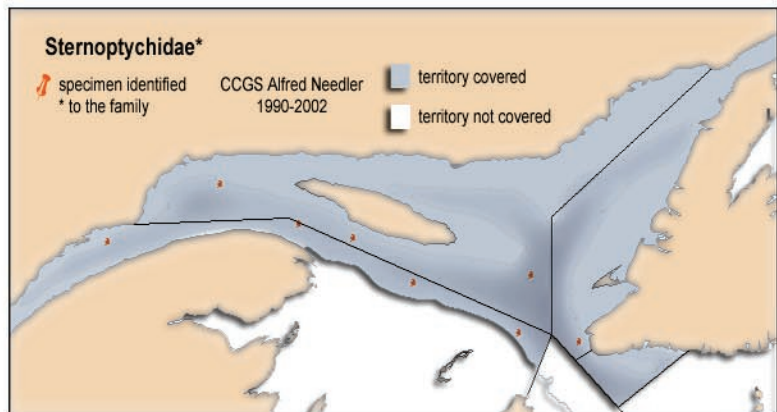 Sternoptychidae*
specimen identified
* to the family
CCGS Alfred Needler
1990-2002
territory covered
territory not covered